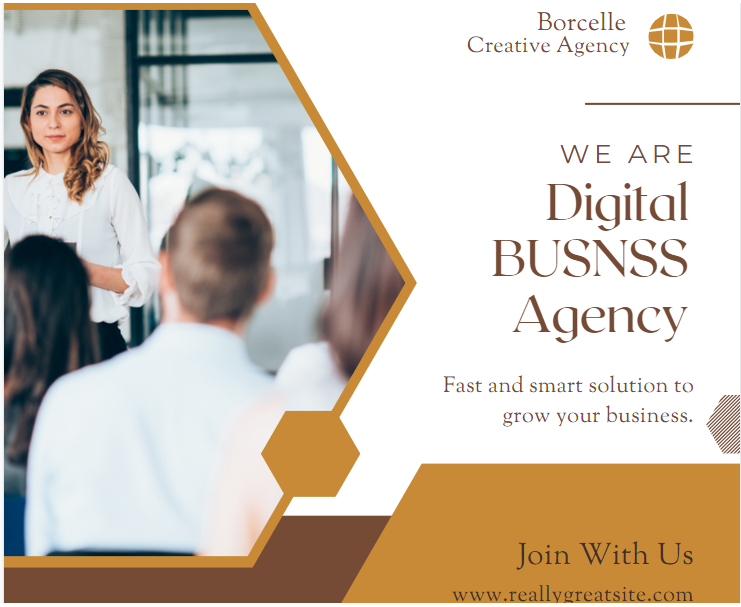 Borcelle
Creative Agency
WE ARE
Digital
BUSNSS
Agency
Fast and smart solution to
grow your business.
Join With Us
www.reallygreatsite.com